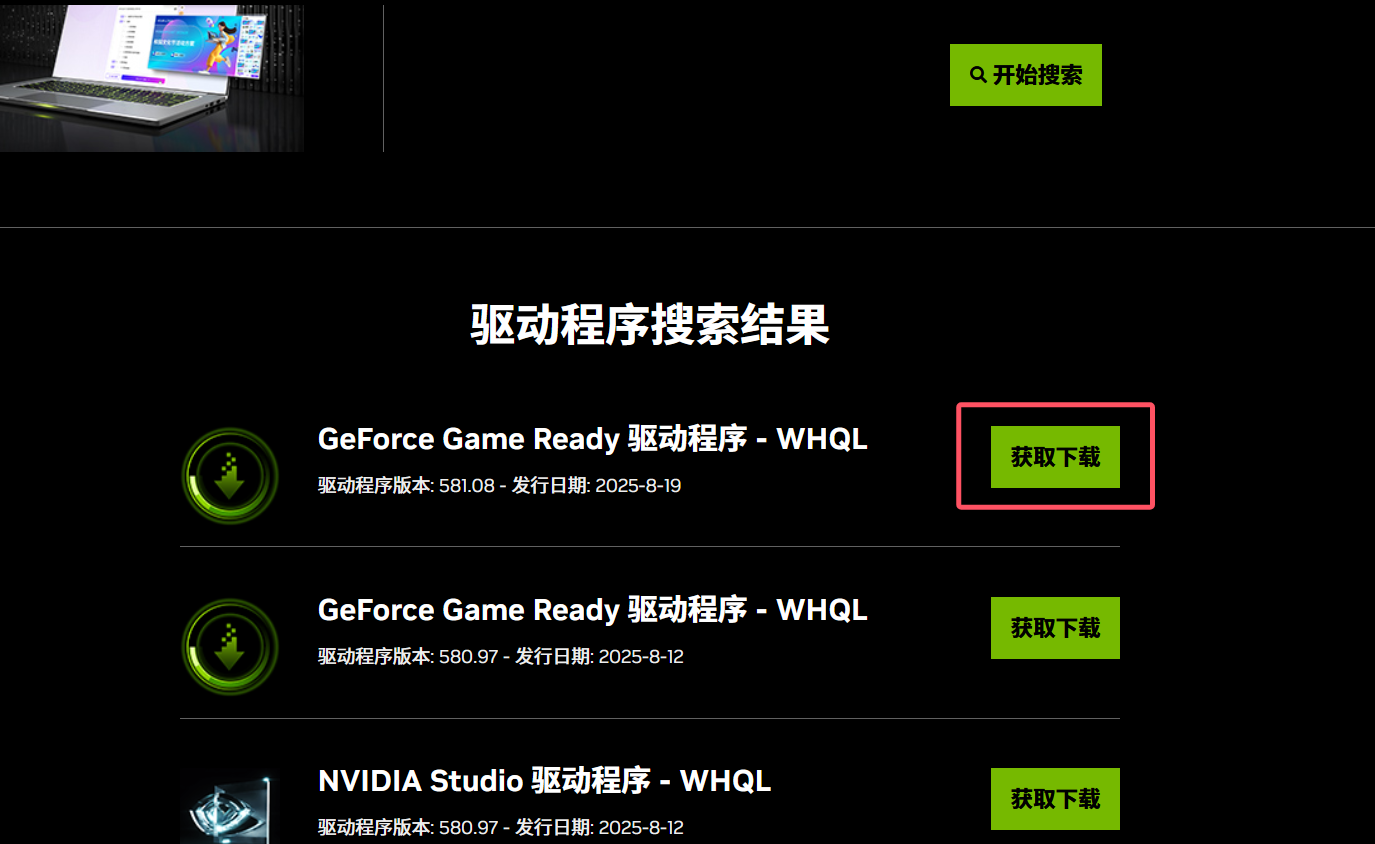 开始搜索
驱动程序搜索结果
GeForce Game Ready 驱动程序 - WHQL
驱动程序版本: 581.08 - 发行日期: 2025-8-19
获取下载
GeForce Game Ready 驱动程序 - WHQL
驱动程序版本: 580.97 - 发行日期: 2025-8-12
获取下载
NVIDIA Studio 驱动程序 - WHQL
驱动程序版本: 580.97 - 发行日期: 2025-8-12
获取下载